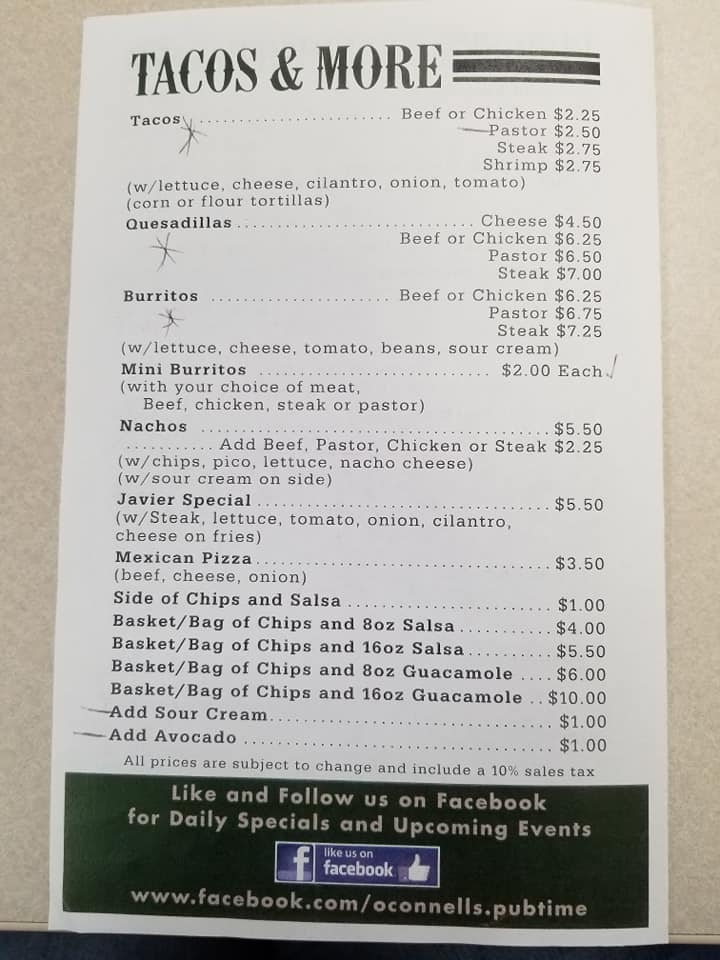 TACOS & MORE
Tacos ........................ Beef or Chicken $2.25
Pastor $2.50
Steak $2.75
Shrimp $2.75
(w/lettuce, cheese, cilantro, onion, tomato)
(corn or flour tortillas)
Quesadillas ............................. Cheese $4.50
Beef or Chicken $6.25
Pastor $6.50
Steak $7.00
Burritos ...................... Beef or Chicken $6.25
Pastor $6.75
Steak $7.25
(w/lettuce, cheese, tomato, beans, sour cream)
Mini Burritos ............................ $2.00 Each
(with your choice of meat,
Beef, chicken, steak or pastor)
Nachos ......................................... $5.50
........... Add Beef, Pastor, Chicken or Steak $2.25
(w/chips, pico, lettuce, nacho cheese)
(w/sour cream on side)
Javier Special ................................... $5.50
(w/Steak, lettuce, tomato, onion, cilantro,
cheese on fries)
Mexican Pizza ................................... $3.50
(beef, cheese, onion)
Side of Chips and Salsa ........................ $1.00
Basket/Bag of Chips and 8oz Salsa ........... $4.00
Basket/Bag of Chips and 16oz Salsa .......... $5.50
Basket/Bag of Chips and 8oz Guacamole .... $6.00
Basket/Bag of Chips and 16oz Guacamole .. $10.00
Add Sour Cream .................................. $1.00
Add Avocado ..................................... $1.00
All prices are subject to change and include a 10% sales tax
Like and Follow us on Facebook
for Daily Specials and Upcoming Events
f like us on
facebook
www.facebook.com/oconnells.pubtime